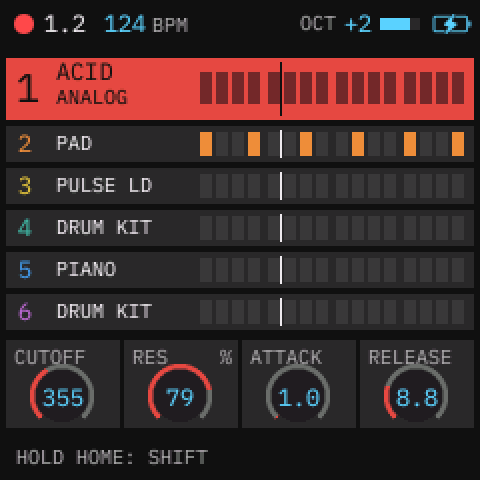 1.2 124 BPM OCT +2
1 ACID
ANALOG
2 PAD
3 PULSE LD
4 DRUM KIT
5 PIANO
6 DRUM KIT
CUTOFF RES % ATTACK RELEASE
355 79 1.0 8.8
HOLD HOME: SHIFT